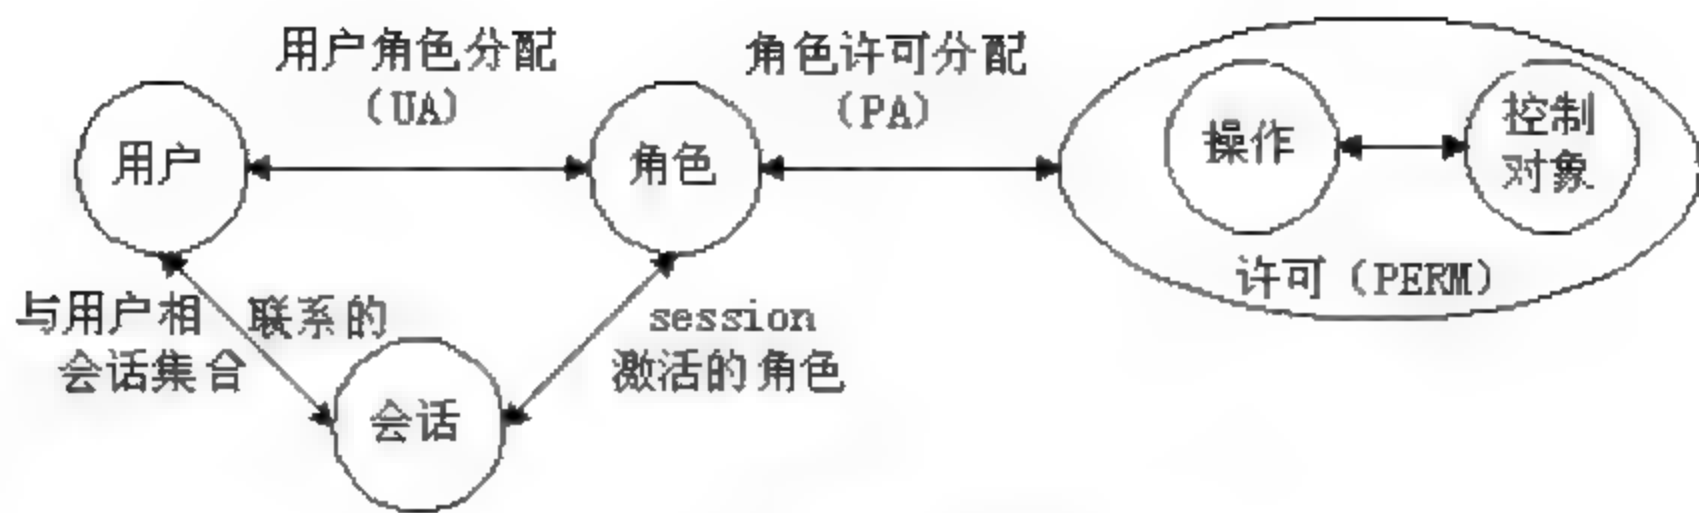 用户角色分配
（UA）
角色许可分配
（PA）
用户
角色
操作
控制
对象
许可（PERM）
与用户相 联系的
会话集合
session
激活的角色
会话